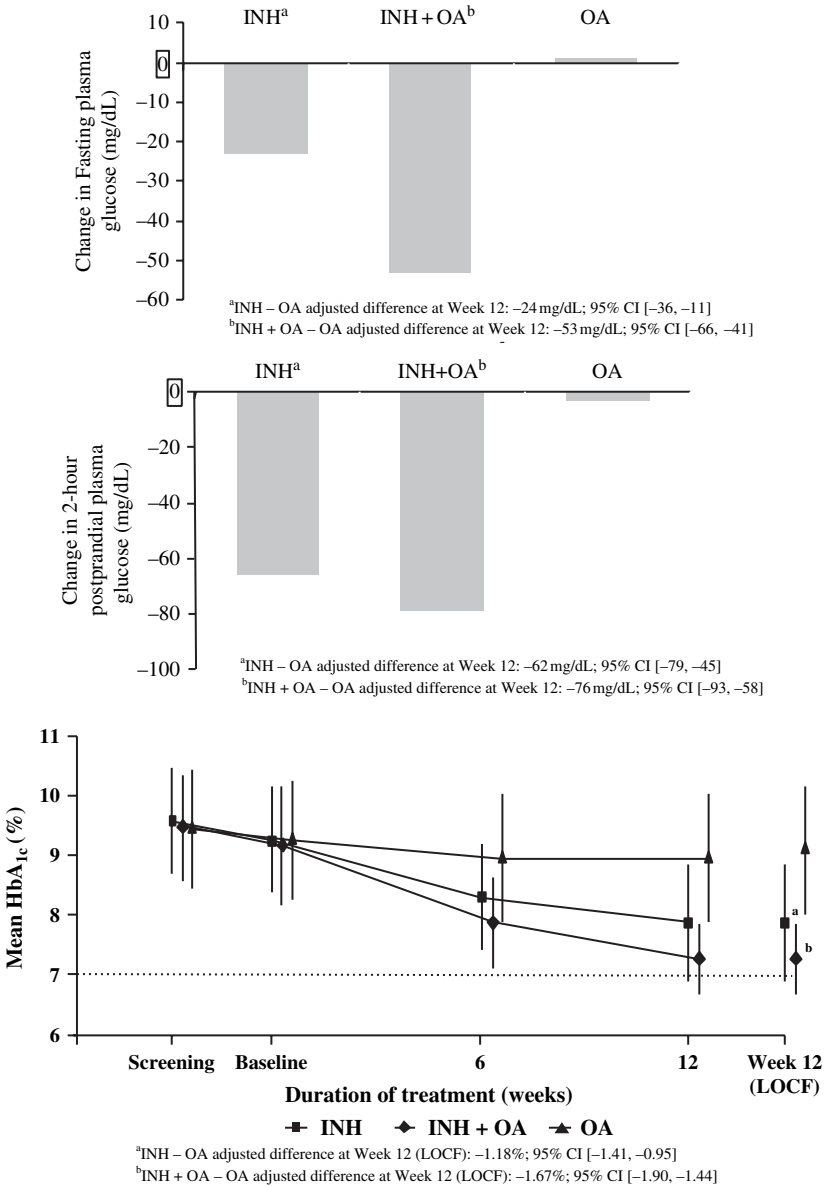 10
INHᵃ
INH + OAᵇ
OA
0
–10
–20
–30
–40
–50
–60
Change in Fasting plasma
glucose (mg/dL)
ᵃINH – OA adjusted difference at Week 12: –24 mg/dL; 95% CI [–36, –11]
ᵇINH + OA – OA adjusted difference at Week 12: –53 mg/dL; 95% CI [–66, –41]
INHᵃ
INH+OAᵇ
OA
0
–20
–40
–60
–80
–100
Change in 2-hour
postprandial plasma
glucose (mg/dL)
ᵃINH – OA adjusted difference at Week 12: –62 mg/dL; 95% CI [–79, –45]
ᵇINH + OA – OA adjusted difference at Week 12: –76 mg/dL; 95% CI [–93, –58]
11
10
9
8
7
6
Mean HbA₁c (%)
a
b
Screening
Baseline
6
12
Week 12
(LOCF)
Duration of treatment (weeks)
INH
INH + OA
OA
ᵃINH – OA adjusted difference at Week 12 (LOCF): –1.18%; 95% CI [–1.41, –0.95]
ᵇINH + OA – OA adjusted difference at Week 12 (LOCF): –1.67%; 95% CI [–1.90, –1.44]